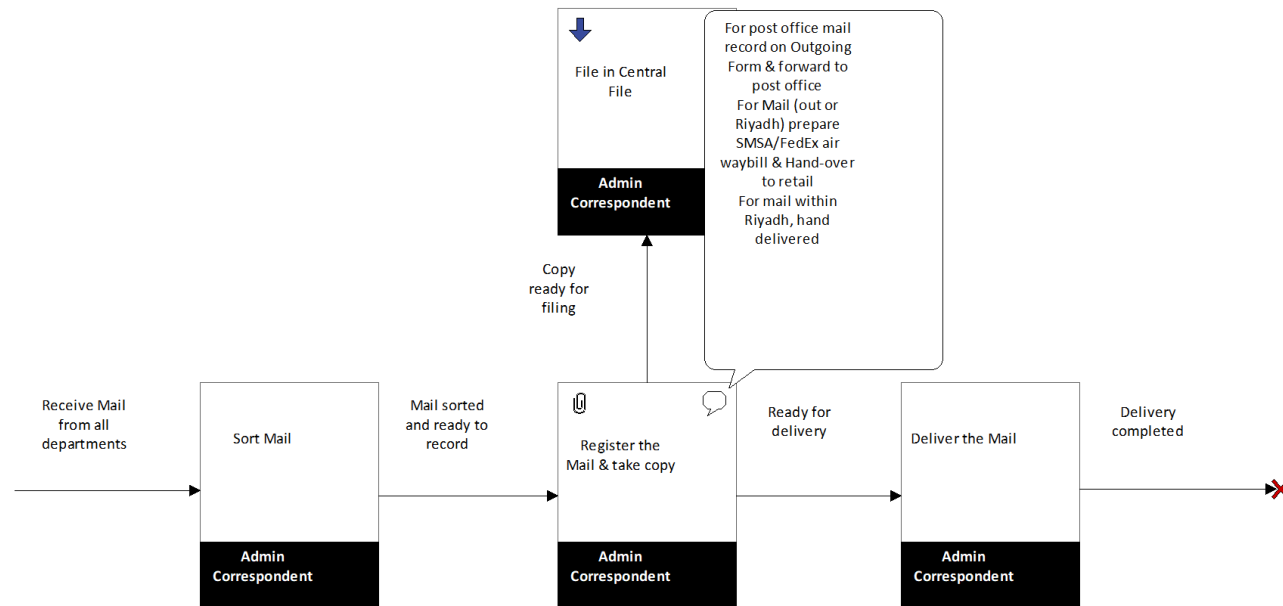 File in Central
File
Admin
Correspondent
For post office mail
record on Outgoing
Form & forward to
post office
For Mail (out or
Riyadh) prepare
SMSA/FedEx air
waybill & Hand-over
to retail
For mail within
Riyadh, hand
delivered
Copy
ready for
filing
Receive Mail
from all
departments
Sort Mail
Admin
Correspondent
Mail sorted
and ready to
record
Register the
Mail & take copy
Admin
Correspondent
Ready for
delivery
Deliver the Mail
Admin
Correspondent
Delivery
completed